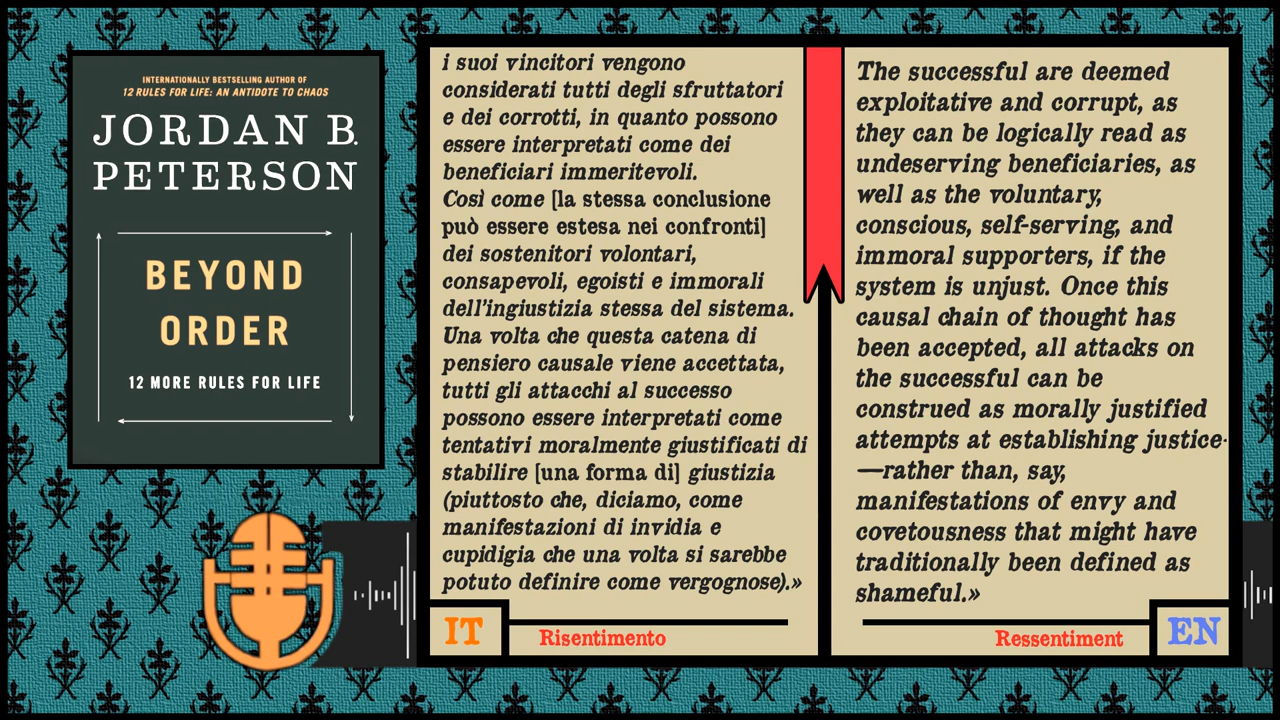 INTERNATIONALLY BESTSELLING AUTHOR OF
12 RULES FOR LIFE: AN ANTIDOTE TO CHAOS
JORDAN B.
PETERSON
BEYOND
ORDER
12 MORE RULES FOR LIFE
i suoi vincitori vengono
considerati tutti degli sfruttatori
e dei corrotti, in quanto possono
essere interpretati come dei
beneficiari immeritevoli.
Così come [la stessa conclusione
può essere estesa nei confronti]
dei sostenitori volontari,
consapevoli, egoisti e immorali
dell'ingiustizia stessa del sistema.
Una volta che questa catena di
pensiero causale viene accettata,
tutti gli attacchi al successo
possono essere interpretati come
tentativi moralmente giustificati di
stabilire [una forma di] giustizia
(piuttosto che, diciamo, come
manifestazioni di invidia e
cupidigia che una volta si sarebbe
potuto definire come vergognose).»
IT
Risentimento
The successful are deemed
exploitative and corrupt, as
they can be logically read as
undeserving beneficiaries, as
well as the voluntary,
conscious, self-serving, and
immoral supporters, if the
system is unjust. Once this
causal chain of thought has
been accepted, all attacks on
the successful can be
construed as morally justified
attempts at establishing justice-
—rather than, say,
manifestations of envy and
covetousness that might have
traditionally been defined as
shameful.»
Ressentiment
EN